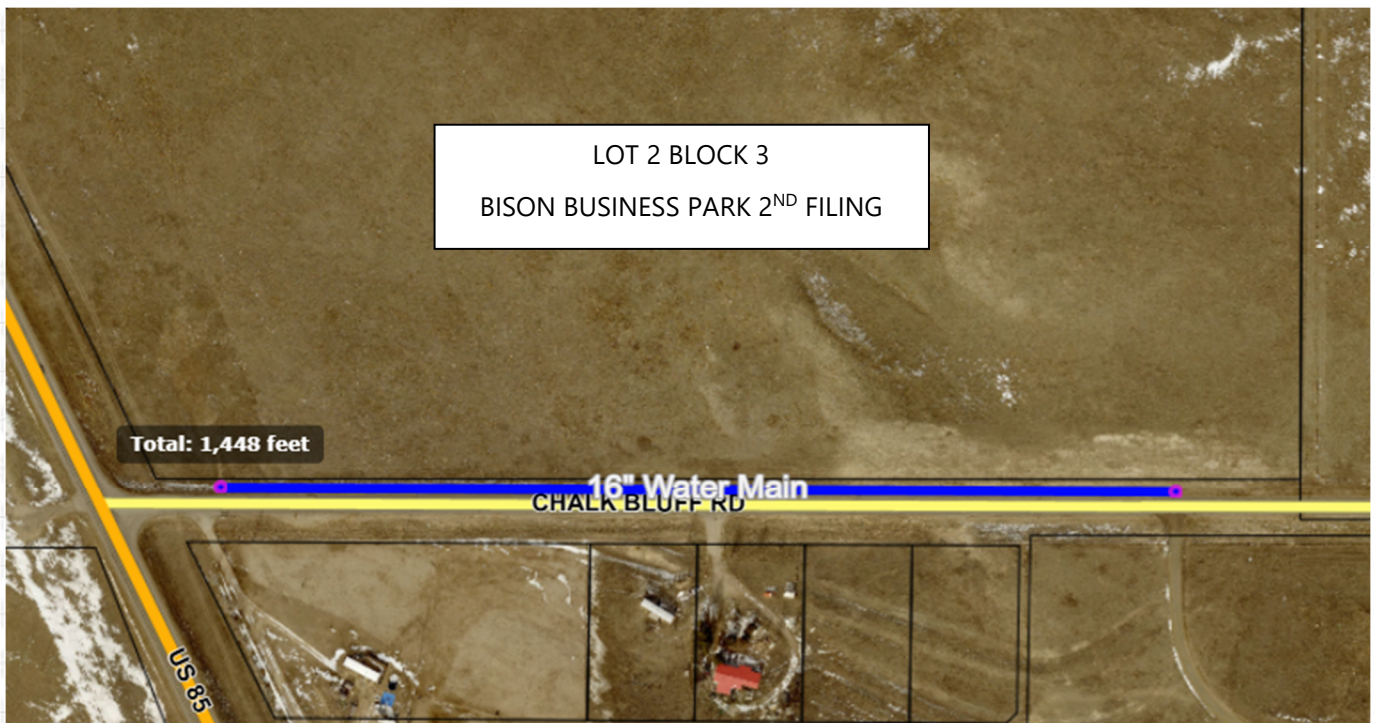 LOT 2 BLOCK 3
BISON BUSINESS PARK 2ND FILING
Total: 1,448 feet
16" Water Main
CHALK BLUFF RD
US 85